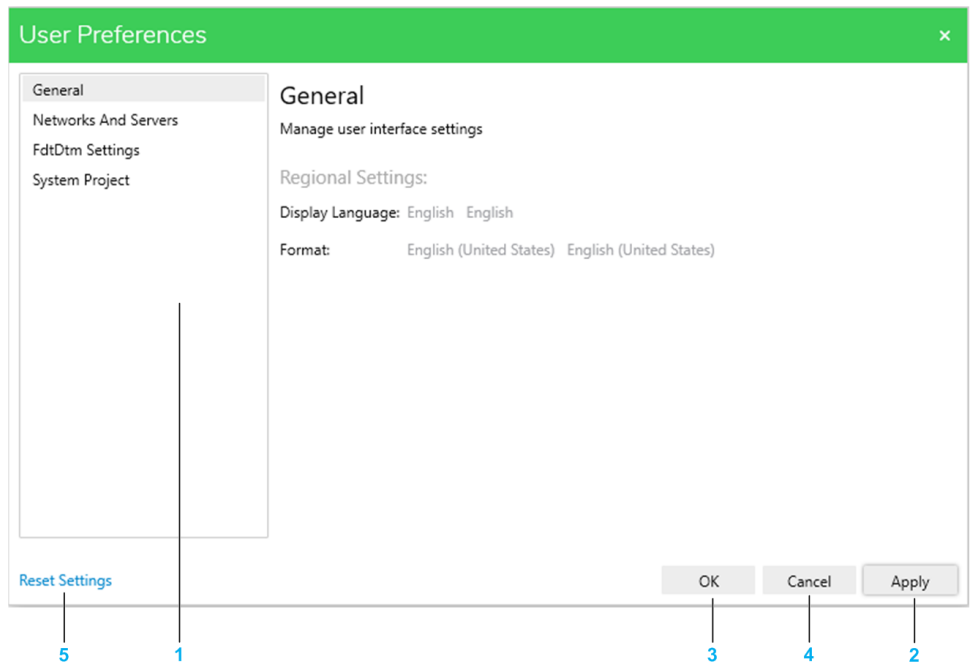 User Preferences ×
General
Networks And Servers
FdtDtm Settings
System Project
General
Manage user interface settings
Regional Settings:
Display Language: English English
Format: English (United States) English (United States)
Reset Settings
OK Cancel Apply
5 1 3 4 2